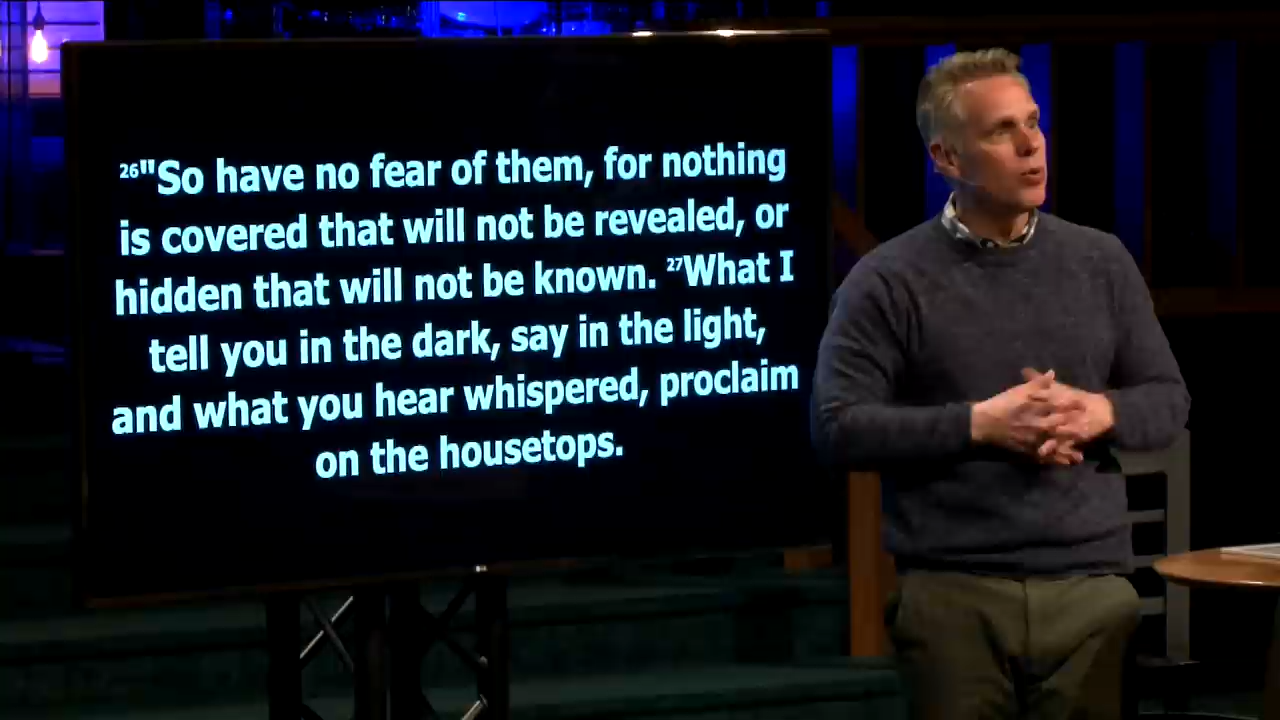 26"So have no fear of them, for nothing
is covered that will not be revealed, or
hidden that will not be known. 27What I
tell you in the dark, say in the light,
and what you hear whispered, proclaim
on the housetops.